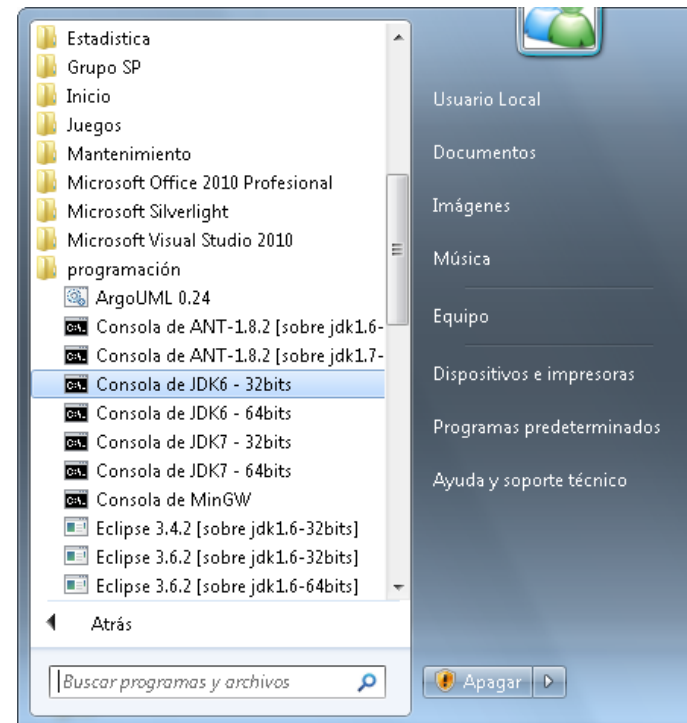 Estadistica
Grupo SP
Inicio
Juegos
Mantenimiento
Microsoft Office 2010 Profesional
Microsoft Silverlight
Microsoft Visual Studio 2010
programación
ArgoUML 0.24
Consola de ANT-1.8.2 [sobre jdk1.6-
Consola de ANT-1.8.2 [sobre jdk1.7-
Consola de JDK6 - 32bits
Consola de JDK6 - 64bits
Consola de JDK7 - 32bits
Consola de JDK7 - 64bits
Consola de MinGW
Eclipse 3.4.2 [sobre jdk1.6-32bits]
Eclipse 3.6.2 [sobre jdk1.6-32bits]
Eclipse 3.6.2 [sobre jdk1.6-64bits]
Atrás
Buscar programas y archivos
Usuario Local
Documentos
Imágenes
Música
Equipo
Dispositivos e impresoras
Programas predeterminados
Ayuda y soporte técnico
Apagar